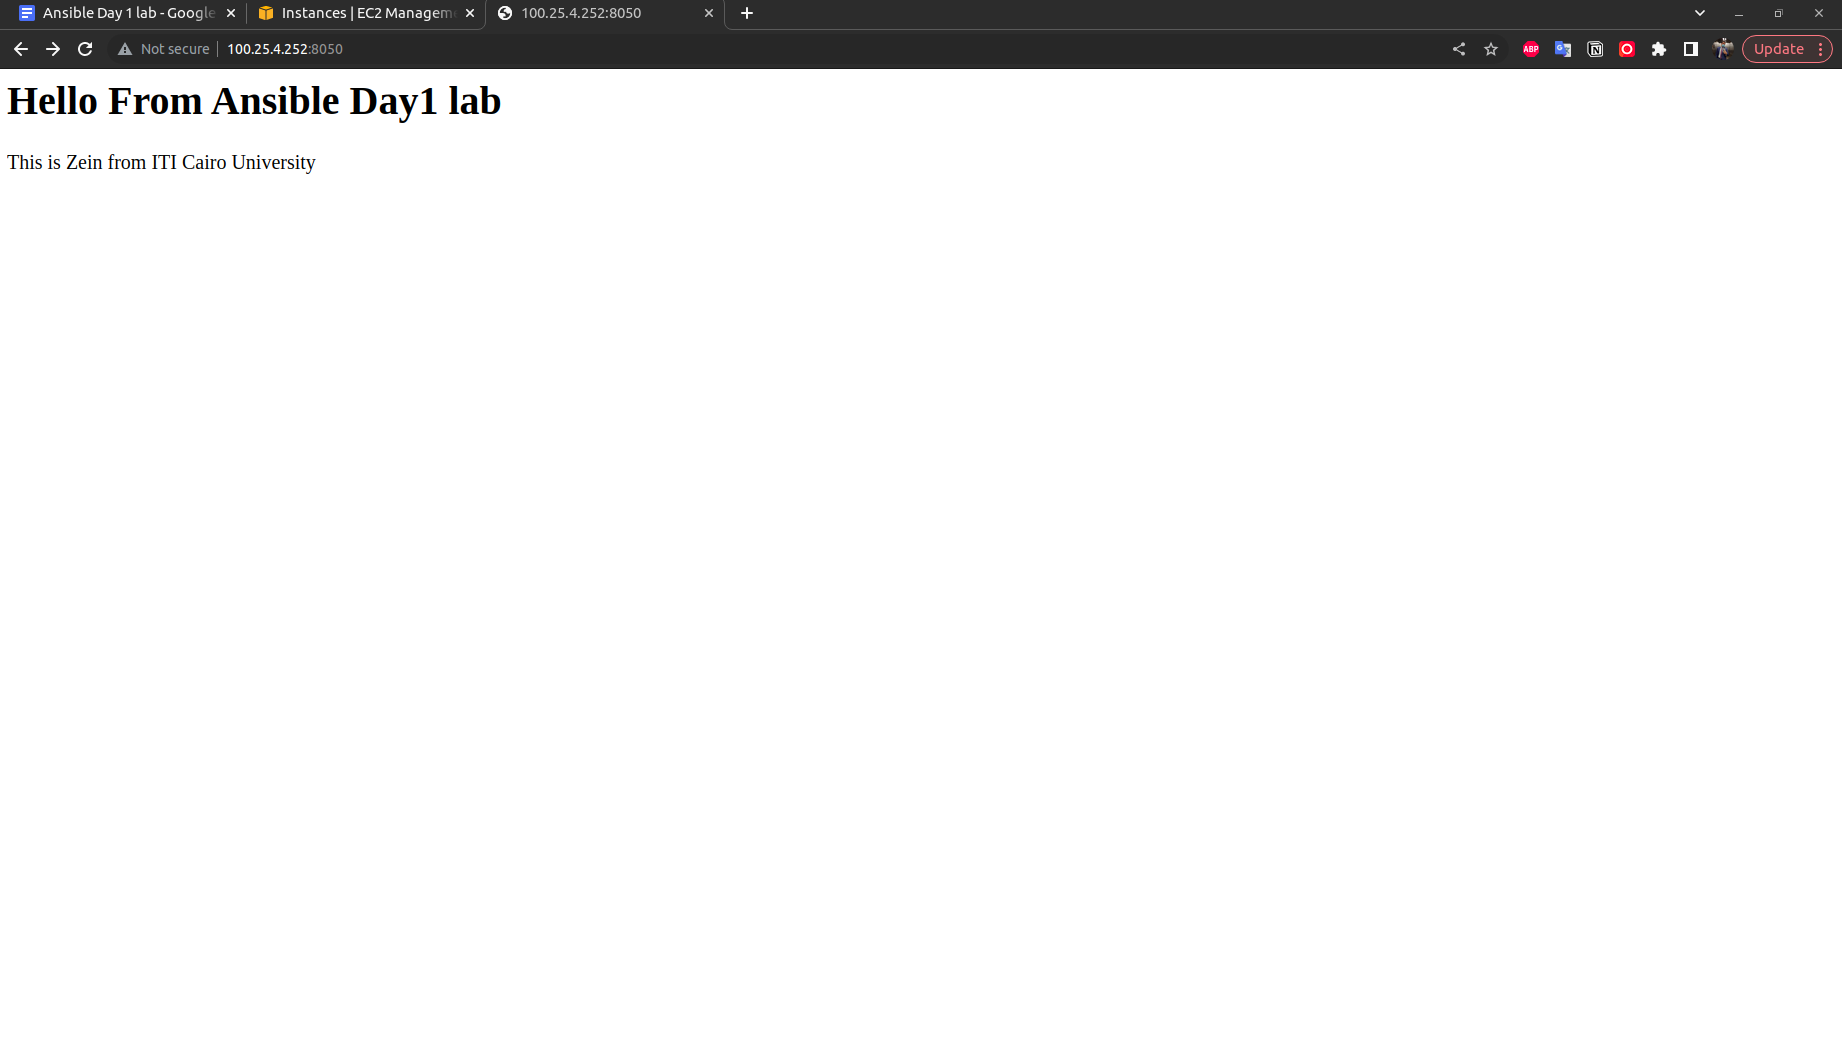 Ansible Day 1 lab - Google
Instances | EC2 Managem
100.25.4.252:8050
Not secure
100.25.4.252:8050
ABP
Update
Hello From Ansible Day1 lab
This is Zein from ITI Cairo University